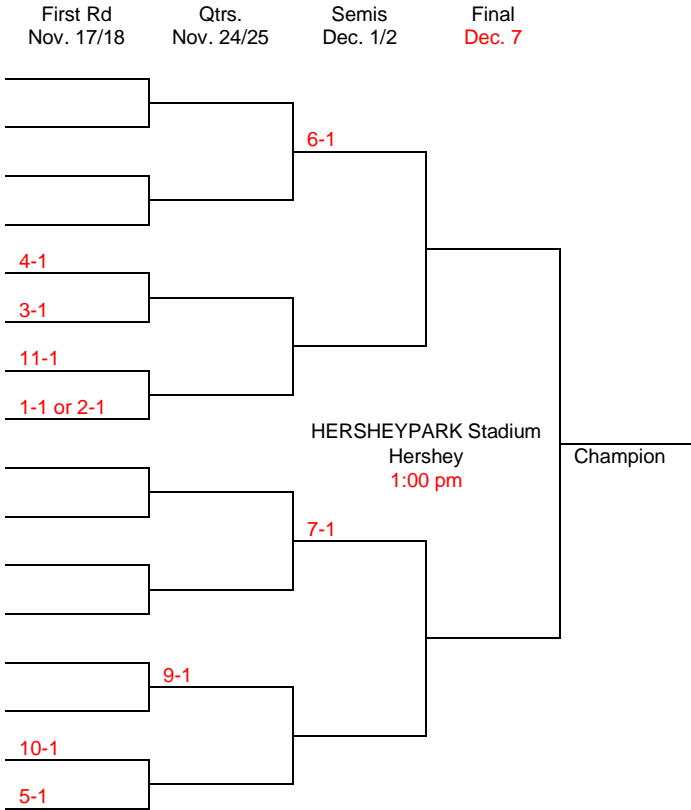 First Rd
Nov. 17/18
Qtrs.
Nov. 24/25
Semis
Dec. 1/2
Final
Dec. 7
6-1
4-1
3-1
11-1
1-1 or 2-1
HERSHEYPARK Stadium
Hershey
1:00 pm
Champion
7-1
9-1
10-1
5-1